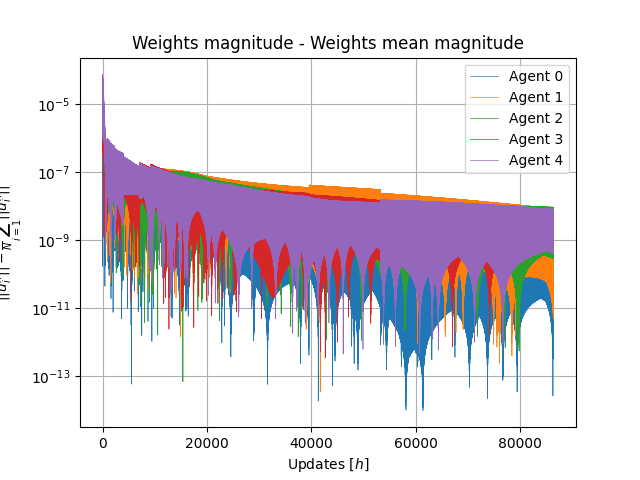 Weights magnitude - Weights mean magnitude
Agent 0
Agent 1
Agent 2
Agent 3
Agent 4
10⁻⁵
10⁻⁷
10⁻⁹
10⁻¹¹
10⁻¹³
0 20000 40000 60000 80000
Updates [h]